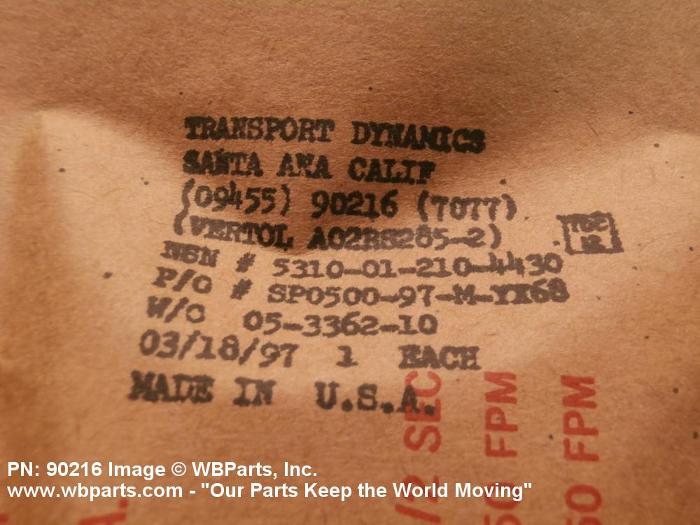 TRANSPORT DYNAMICS
SANTA ANA CALIF
(09455) 90216 (7077)
(VERTOL A02RS285-2)
NSN # 5310-01-210-4430
P/O # SP0500-97-M-YX68
W/O 05-3362-10
03/18/97 1 EACH
MADE IN U.S.A.
SEC
FPM
FPM
PN: 90216 Image © WBParts, Inc.
www.wbparts.com - "Our Parts Keep the World Moving"